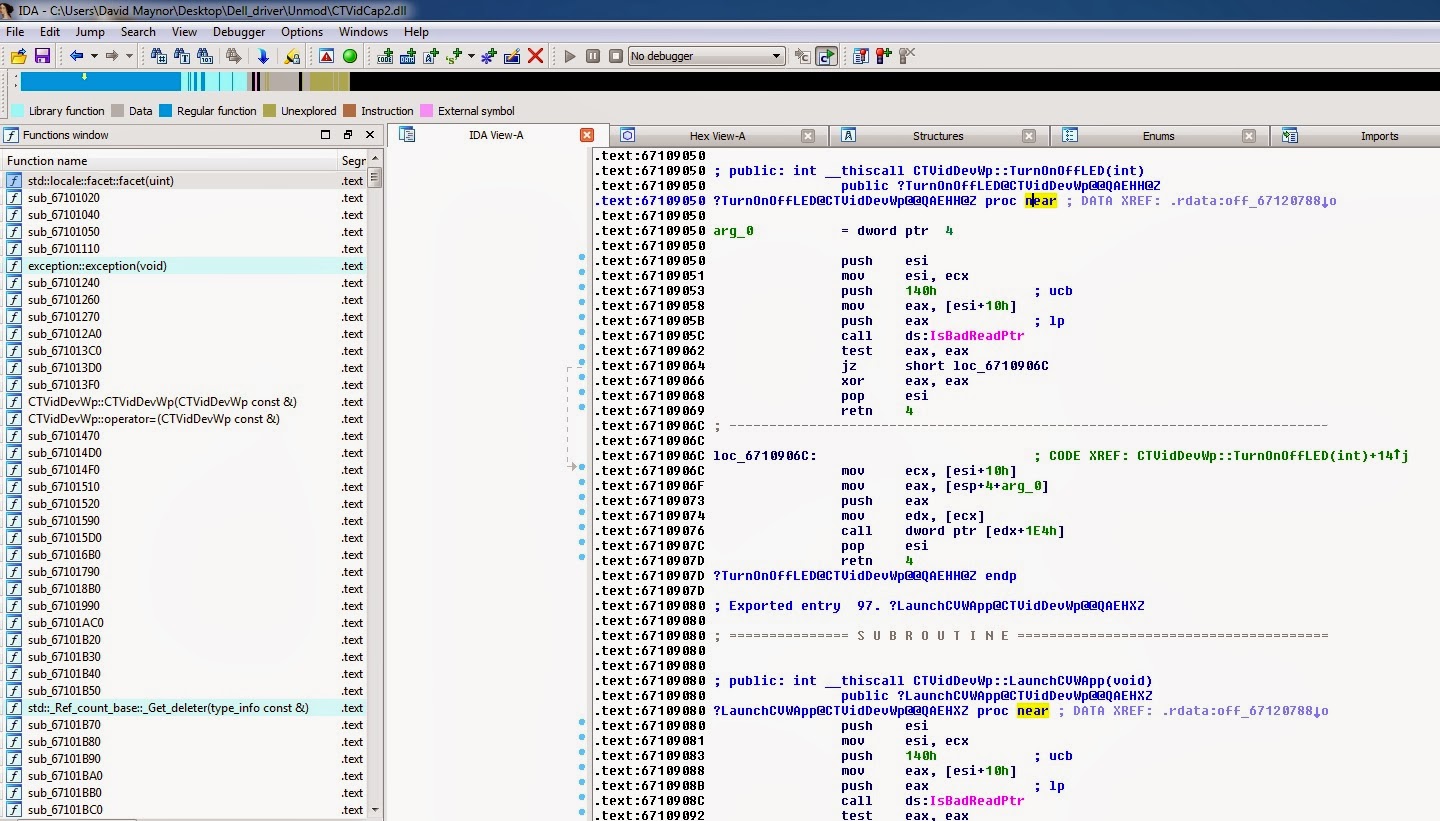 IDA - C:\Users\David Maynor\Desktop\Dell_driver\Unmod\CTVidCap2.dll
File Edit Jump Search View Debugger Options Windows Help
No debugger
Library function Data Regular function Unexplored Instruction External symbol
Functions window
IDA View-A Hex View-A Structures Enums Imports
Function name Segr
std::locale::facet::facet(uint) .text
sub_67101020 .text
sub_67101040 .text
sub_67101050 .text
sub_67101110 .text
exception::exception(void) .text
sub_67101240 .text
sub_67101260 .text
sub_67101270 .text
sub_671012A0 .text
sub_671013C0 .text
sub_671013D0 .text
sub_671013F0 .text
CTVidDevWp::CTVidDevWp(CTVidDevWp const &) .text
CTVidDevWp::operator=(CTVidDevWp const &) .text
sub_67101470 .text
sub_671014D0 .text
sub_671014F0 .text
sub_67101510 .text
sub_67101520 .text
sub_67101590 .text
sub_671015D0 .text
sub_671016B0 .text
sub_67101790 .text
sub_671018B0 .text
sub_67101990 .text
sub_67101AC0 .text
sub_67101B20 .text
sub_67101B30 .text
sub_67101B40 .text
sub_67101B50 .text
std::_Ref_count_base::_Get_deleter(type_info const &) .text
sub_67101B70 .text
sub_67101B80 .text
sub_67101B90 .text
sub_67101BA0 .text
sub_67101BB0 .text
sub_67101BC0 .text
.text:67109050
.text:67109050 ; public: int __thiscall CTVidDevWp::TurnOnOffLED(int)
.text:67109050 public ?TurnOnOffLED@CTVidDevWp@@QAEHH@Z
.text:67109050 ?TurnOnOffLED@CTVidDevWp@@QAEHH@Z proc near ; DATA XREF: .rdata:off_67120788↓o
.text:67109050
.text:67109050 arg_0 = dword ptr 4
.text:67109050
.text:67109050 push esi
.text:67109051 mov esi, ecx
.text:67109053 push 140h ; ucb
.text:67109058 mov eax, [esi+10h]
.text:6710905B push eax ; lp
.text:6710905C call ds:IsBadReadPtr
.text:67109062 test eax, eax
.text:67109064 jz short loc_6710906C
.text:67109066 xor eax, eax
.text:67109068 pop esi
.text:67109069 retn 4
.text:6710906C ; ---------------------------------------------------------------------------
.text:6710906C
.text:6710906C loc_6710906C: ; CODE XREF: CTVidDevWp::TurnOnOffLED(int)+14↑j
.text:6710906C mov ecx, [esi+10h]
.text:6710906F mov eax, [esp+4+arg_0]
.text:67109073 push eax
.text:67109074 mov edx, [ecx]
.text:67109076 call dword ptr [edx+1E4h]
.text:6710907C pop esi
.text:6710907D retn 4
.text:6710907D ?TurnOnOffLED@CTVidDevWp@@QAEHH@Z endp
.text:6710907D
.text:67109080 ; Exported entry 97. ?LaunchCVWApp@CTVidDevWp@@QAEHXZ
.text:67109080
.text:67109080 ; =============== S U B R O U T I N E =======================================
.text:67109080
.text:67109080
.text:67109080 ; public: int __thiscall CTVidDevWp::LaunchCVWApp(void)
.text:67109080 public ?LaunchCVWApp@CTVidDevWp@@QAEHXZ
.text:67109080 ?LaunchCVWApp@CTVidDevWp@@QAEHXZ proc near ; DATA XREF: .rdata:off_67120788↓o
.text:67109080 push esi
.text:67109081 mov esi, ecx
.text:67109083 push 140h ; ucb
.text:67109088 mov eax, [esi+10h]
.text:6710908B push eax ; lp
.text:6710908C call ds:IsBadReadPtr
.text:67109092 test eax, eax